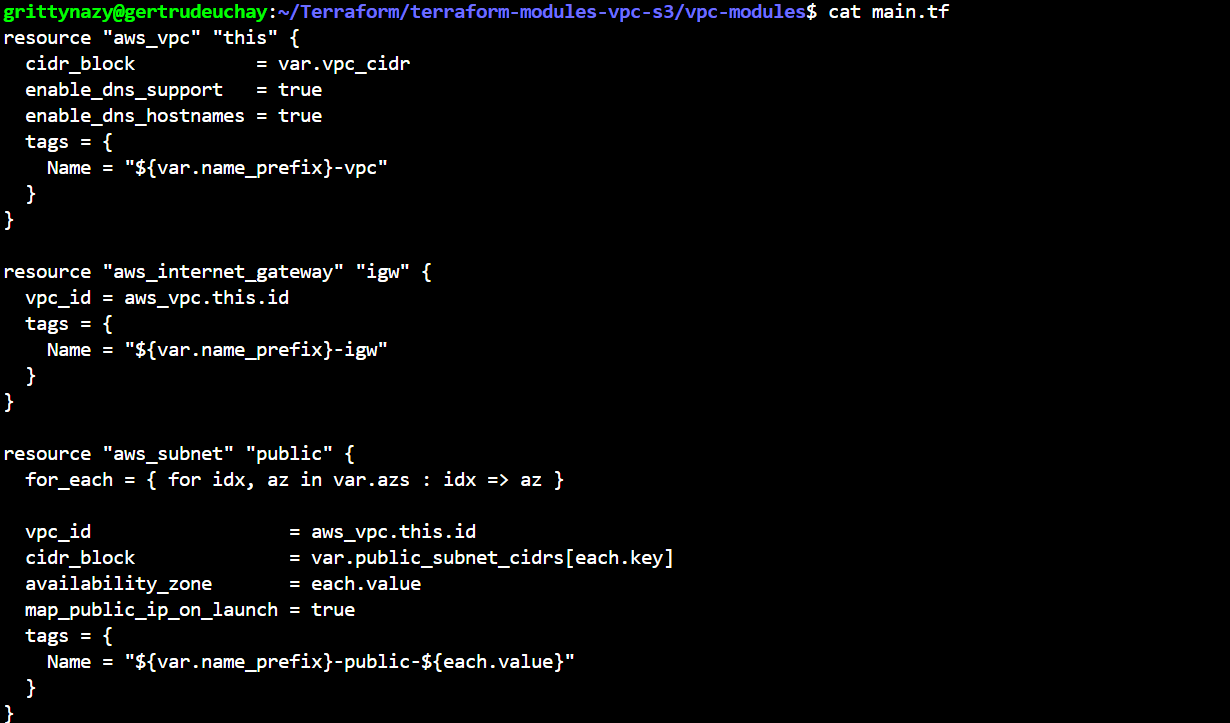 grittynazy@gertrudeuchay:~/Terraform/terraform-modules-vpc-s3/vpc-modules$ cat main.tf
resource "aws_vpc" "this" {
  cidr_block           = var.vpc_cidr
  enable_dns_support   = true
  enable_dns_hostnames = true
  tags = {
    Name = "${var.name_prefix}-vpc"
  }
}

resource "aws_internet_gateway" "igw" {
  vpc_id = aws_vpc.this.id
  tags = {
    Name = "${var.name_prefix}-igw"
  }
}

resource "aws_subnet" "public" {
  for_each = { for idx, az in var.azs : idx => az }

  vpc_id                  = aws_vpc.this.id
  cidr_block              = var.public_subnet_cidrs[each.key]
  availability_zone       = each.value
  map_public_ip_on_launch = true
  tags = {
    Name = "${var.name_prefix}-public-${each.value}"
  }
}